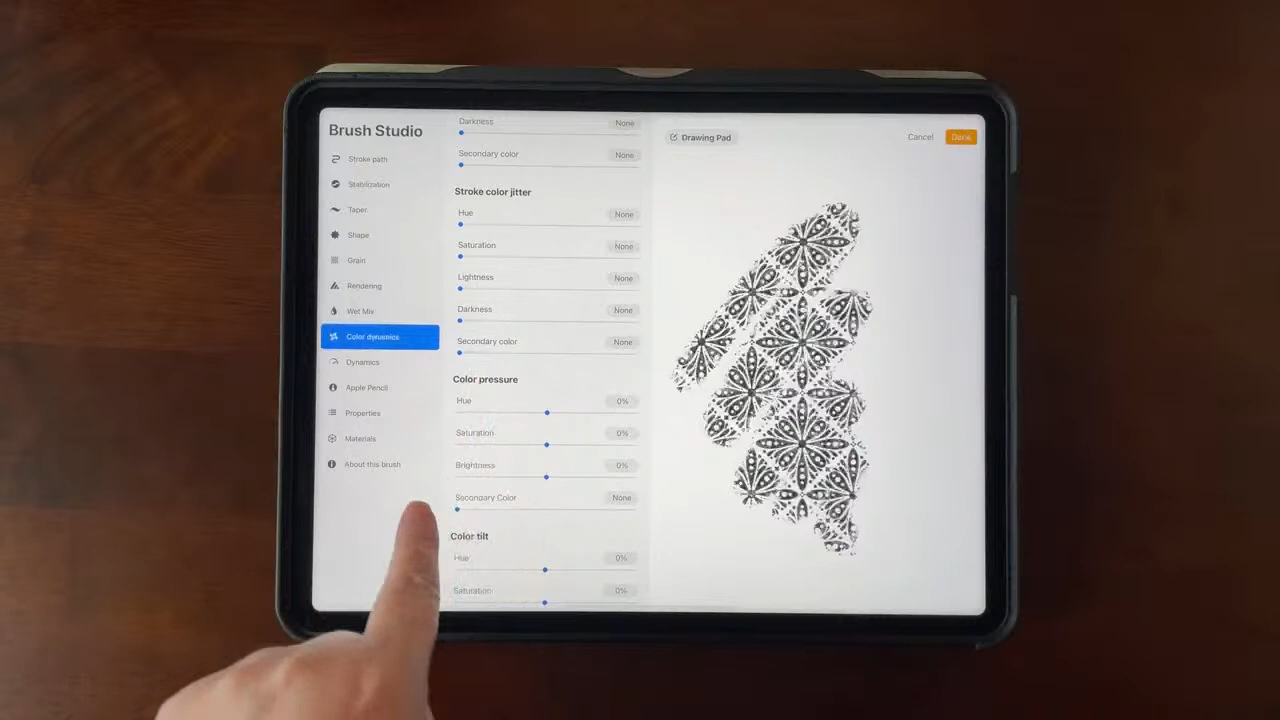 Brush Studio
Stroke path
Stabilization
Taper
Shape
Grain
Rendering
Wet Mix
Color dynamics
Dynamics
Apple Pencil
Properties
Materials
About this brush
Darkness None
Secondary color None
Stroke color jitter
Hue None
Saturation None
Lightness None
Darkness None
Secondary color None
Color pressure
Hue 0%
Saturation 0%
Brightness 0%
Secondary Color None
Color tilt
Hue 0%
Saturation 0%
Drawing Pad
Cancel
Done